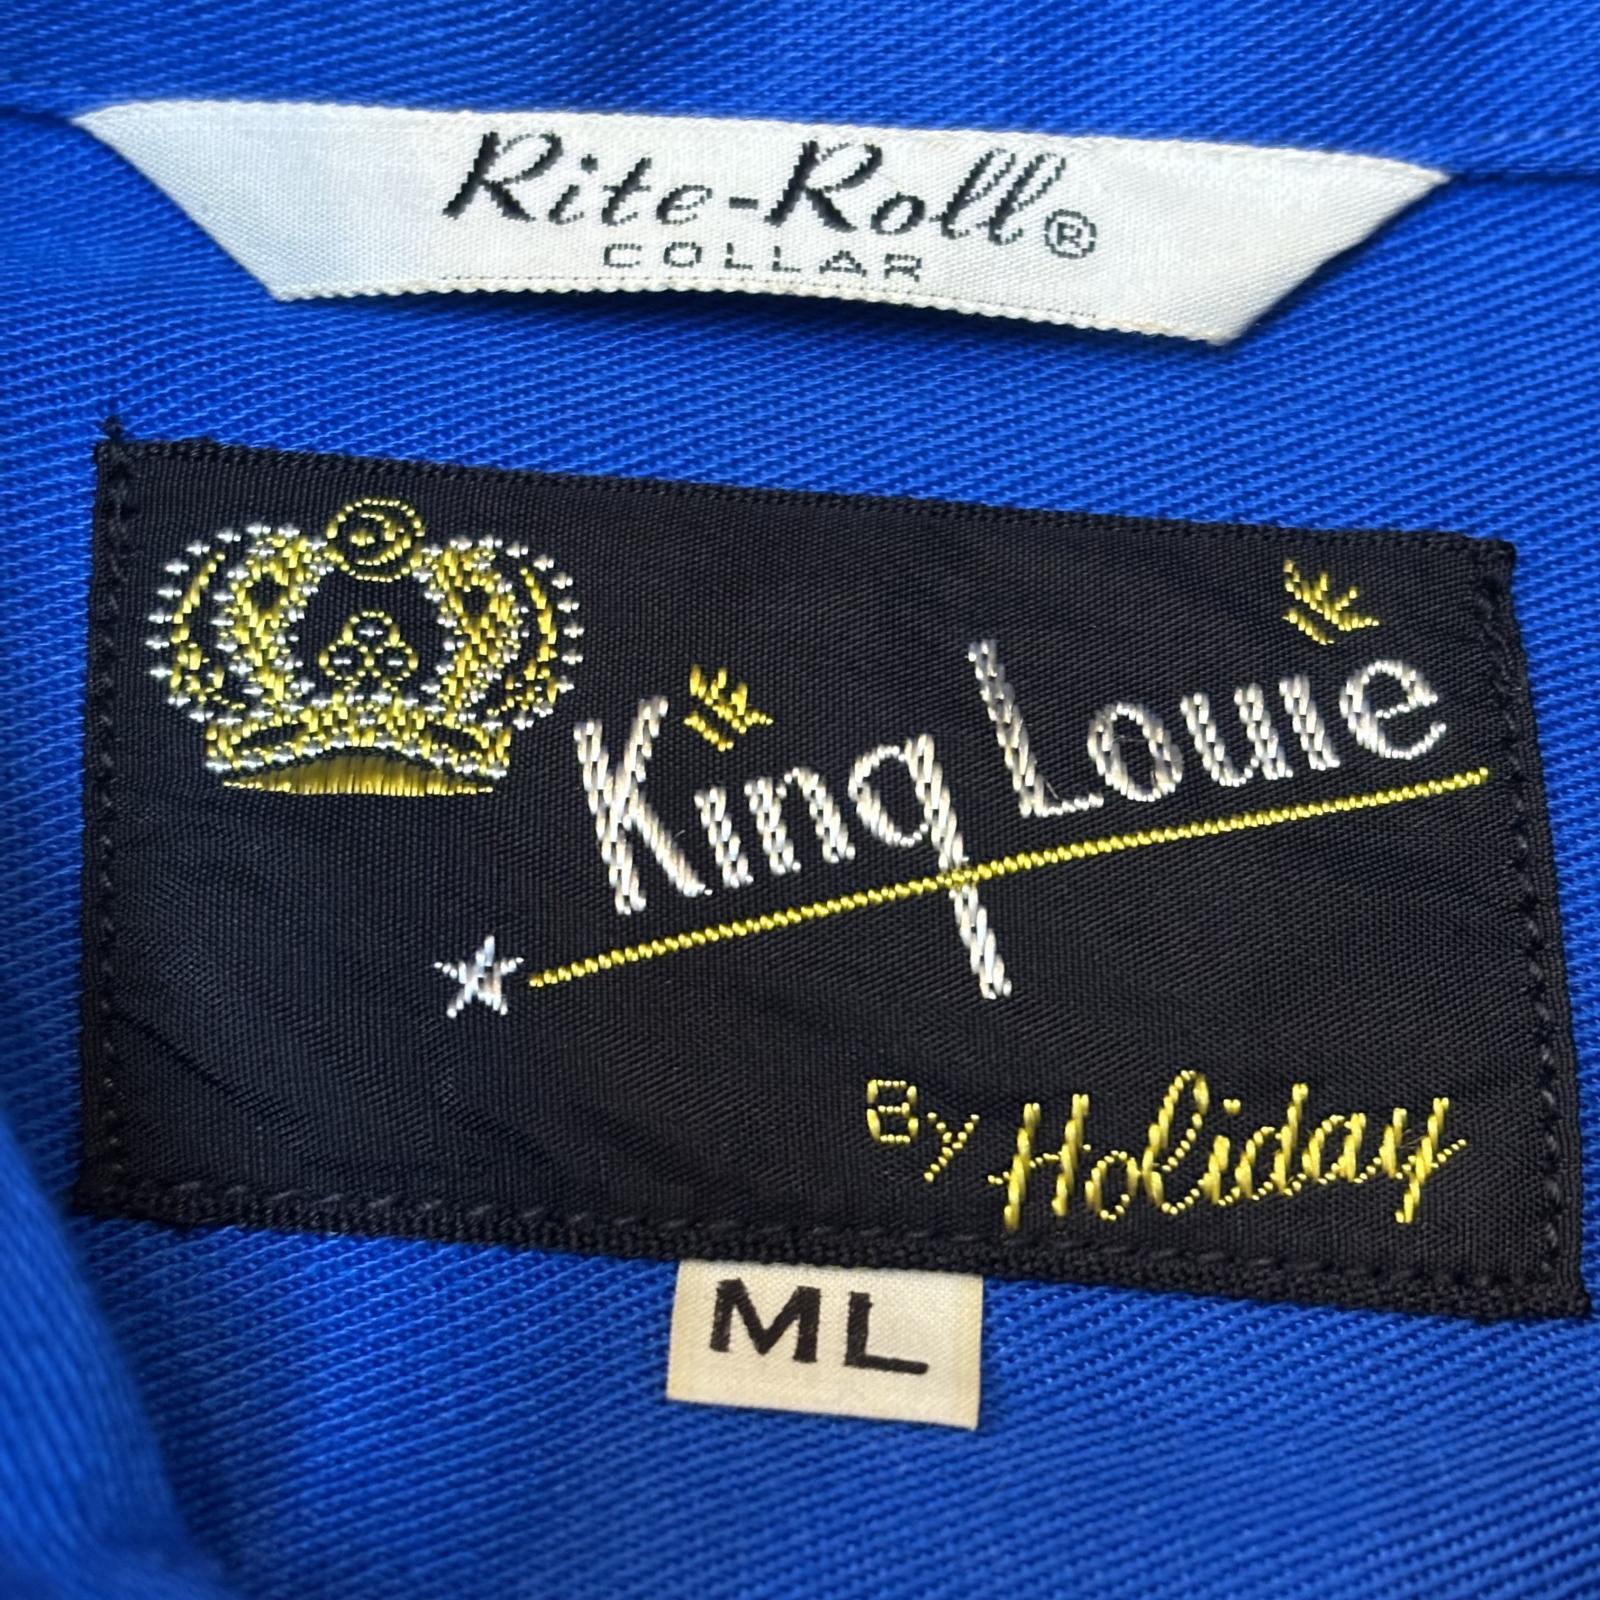 Rite-Roll®
COLLAR
King Louie
By Holiday
ML